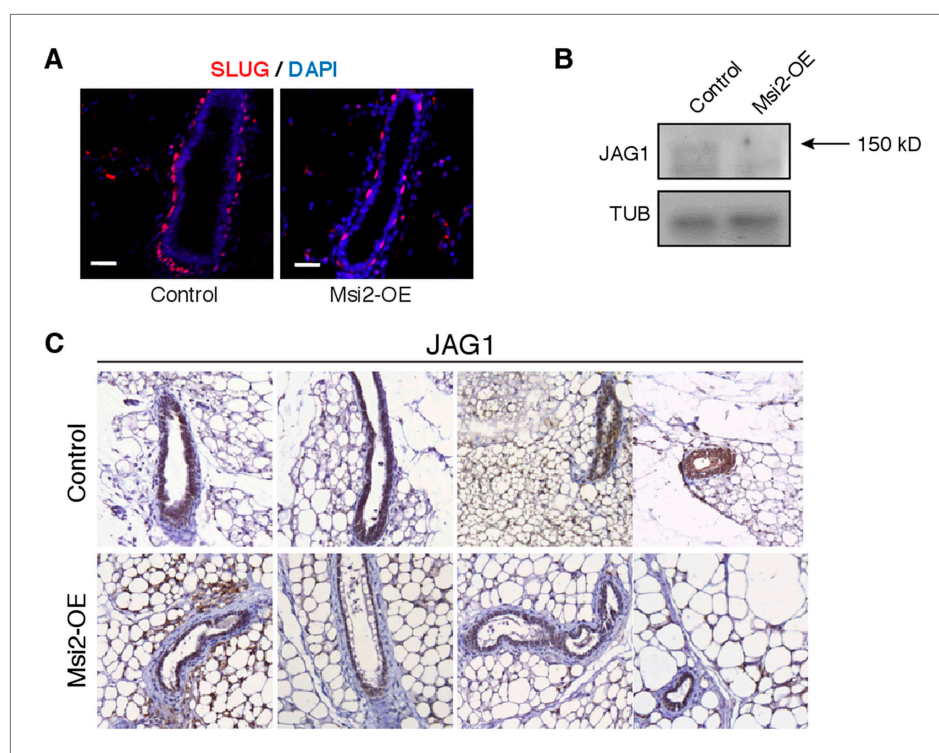 A
SLUG / DAPI
Control
Msi2-OE
B
Control
Msi2-OE
JAG1
150 kD
TUB
C
JAG1
Control
Msi2-OE